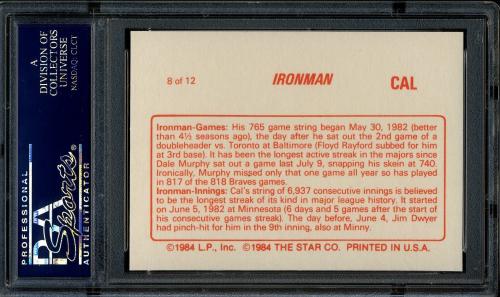 A
DIVISION OF
COLLECTORS
UNIVERSE
NASDAQ: CLCT
PROFESSIONAL
PSA
Sports
AUTHENTICATOR
8 of 12
IRONMAN
CAL
Ironman-Games: His 765 game string began May 30, 1982 (better
than 4½ seasons ago), the day after he sat out the 2nd game of a
doubleheader vs. Toronto at Baltimore (Floyd Rayford subbed for
him at 3rd base). It has been the longest active streak in the majors since
Dale Murphy sat out a game last July 9, snapping his skein at 740.
Ironically, Murphy missed only that one game all year so has played
in 817 of the 818 Braves games.
Ironman-Innings: Cal's string of 6,937 consecutive innings is believed to
be the longest streak of its kind in major league history. It started
on June 5, 1982 at Minnesota (6 days and 5 games after the start of
his consecutive games streak). The day before, June 4, Jim Dwyer
had pinch-hit for him in the 9th inning, also at Minny.
©1984 L.P., Inc. ©1984 THE STAR CO. PRINTED IN U.S.A.